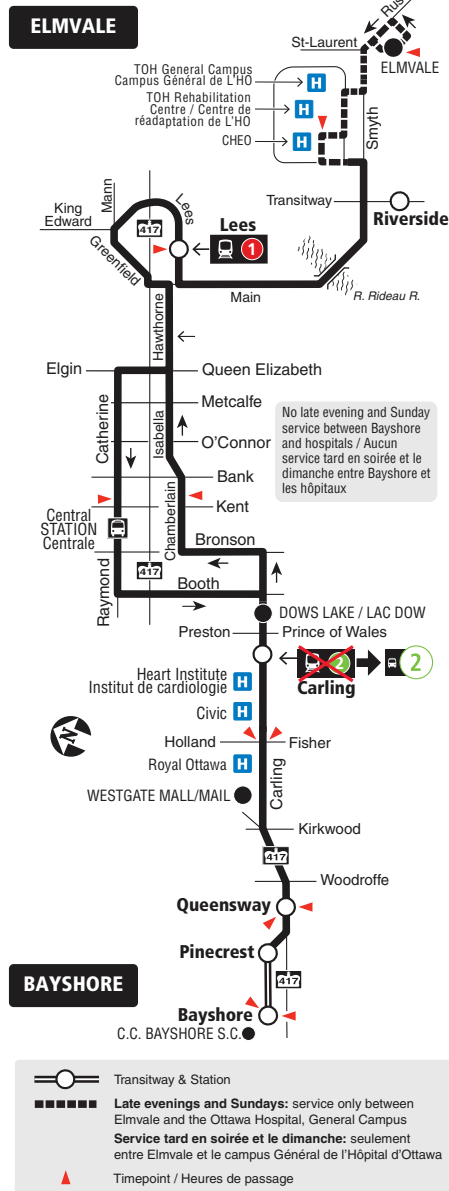 ELMVALE
Rus
St-Laurent
ELMVALE
TOH General Campus
Campus Général de L'HO
TOH Rehabilitation
Centre / Centre de
réadaptation de L'HO
CHEO
H
H
H
Smyth
Transitway
Riverside
King
Edward
Mann
Lees
417
Greenfield
Lees
1
Main
R. Rideau R.
Hawthorne
Elgin
Queen Elizabeth
Metcalfe
Catherine
Isabella
O'Connor
No late evening and Sunday
service between Bayshore
and hospitals / Aucun
service tard en soirée et le
dimanche entre Bayshore et
les hôpitaux
Bank
Kent
Chamberlain
Central
STATION
Centrale
Bronson
417
Raymond
Booth
DOWS LAKE / LAC DOW
Preston
Prince of Wales
2
2
Carling
Heart Institute
Institut de cardiologie
H
Civic
H
N
Holland
Fisher
Royal Ottawa
H
Carling
WESTGATE MALL/MAIL
Kirkwood
417
Woodroffe
Queensway
Pinecrest
417
BAYSHORE
Bayshore
C.C. BAYSHORE S.C.
Transitway & Station
Late evenings and Sundays: service only between
Elmvale and the Ottawa Hospital, General Campus
Service tard en soirée et le dimanche: seulement
entre Elmvale et le campus Général de l'Hôpital d'Ottawa
Timepoint / Heures de passage